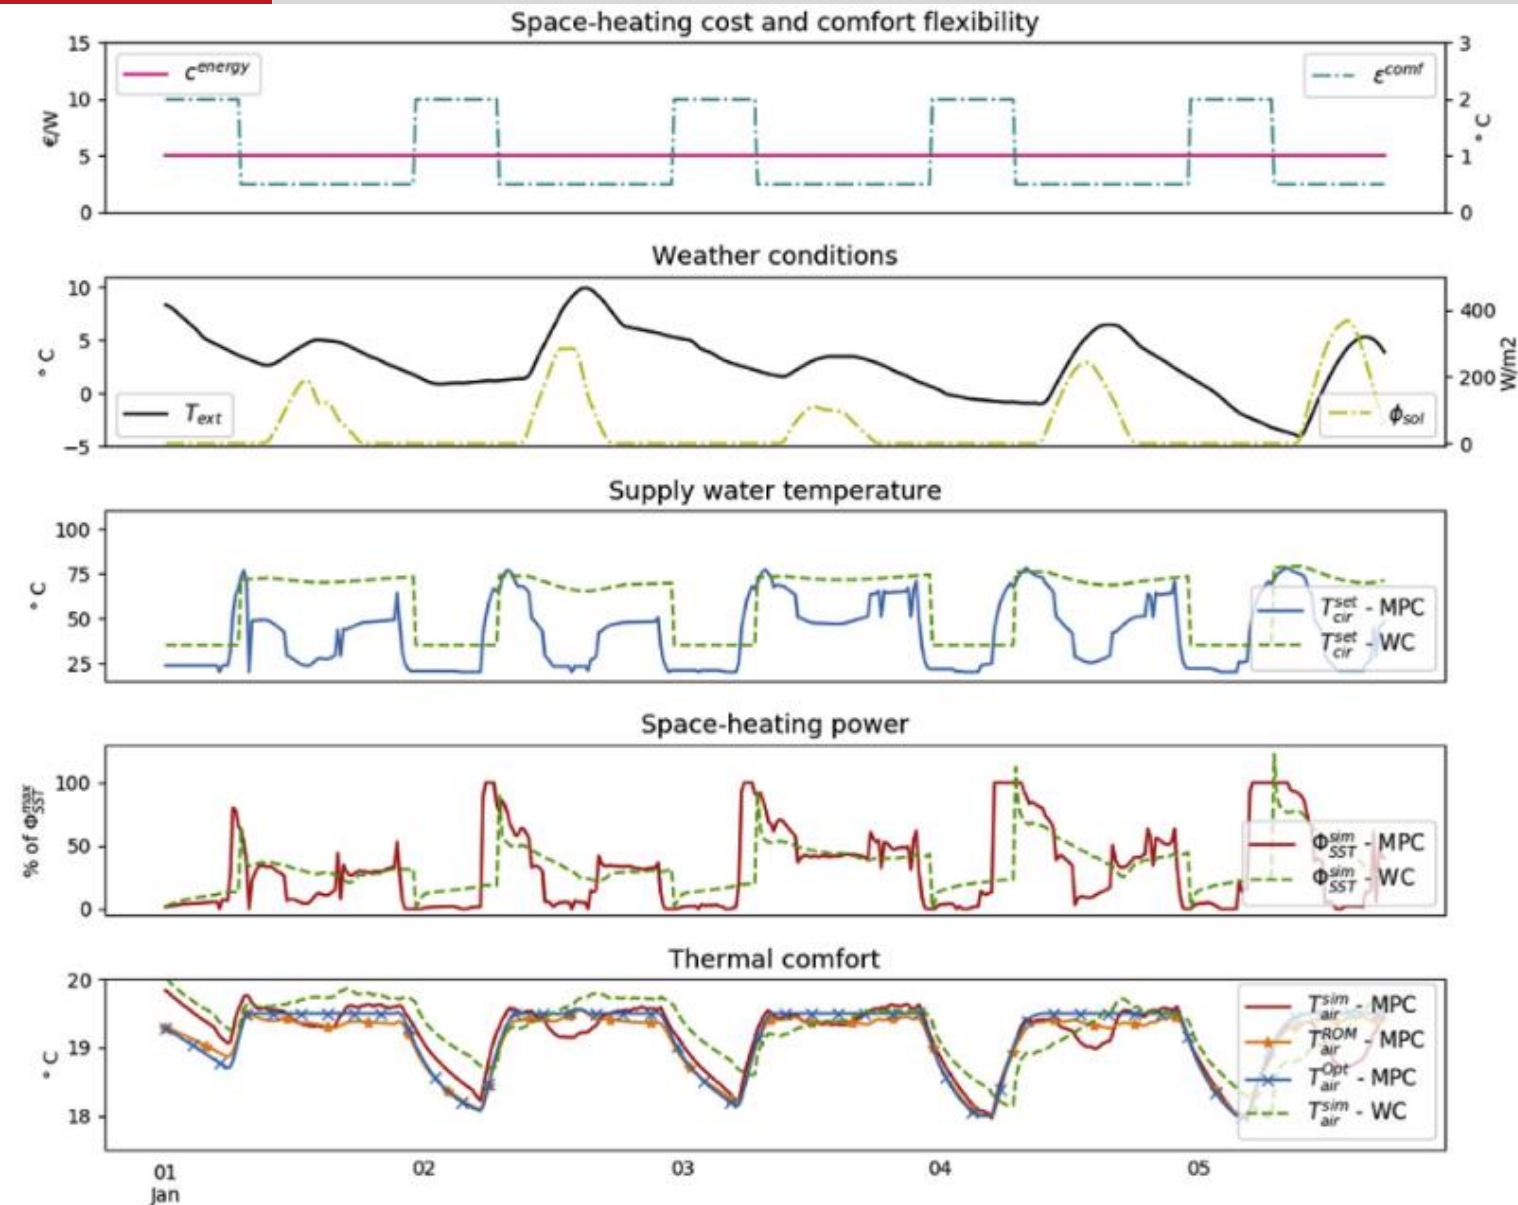 Space-heating cost and comfort flexibility
15
10
5
0
€/W
c^energy
ε^comf
3
2
1
0
° C
Weather conditions
10
5
0
−5
° C
T_ext
ϕ_sol
400
200
0
W/m2
Supply water temperature
100
75
50
25
° C
T_cir^set - MPC
T_cir^set - WC
Space-heating power
100
50
0
% of Φ_SST^max
Φ_SST^sim - MPC
Φ_SST^sim - WC
Thermal comfort
20
19
18
° C
T_air^sim - MPC
T_air^ROM - MPC
T_air^Opt - MPC
T_air^sim - WC
01 02 03 04 05
Jan